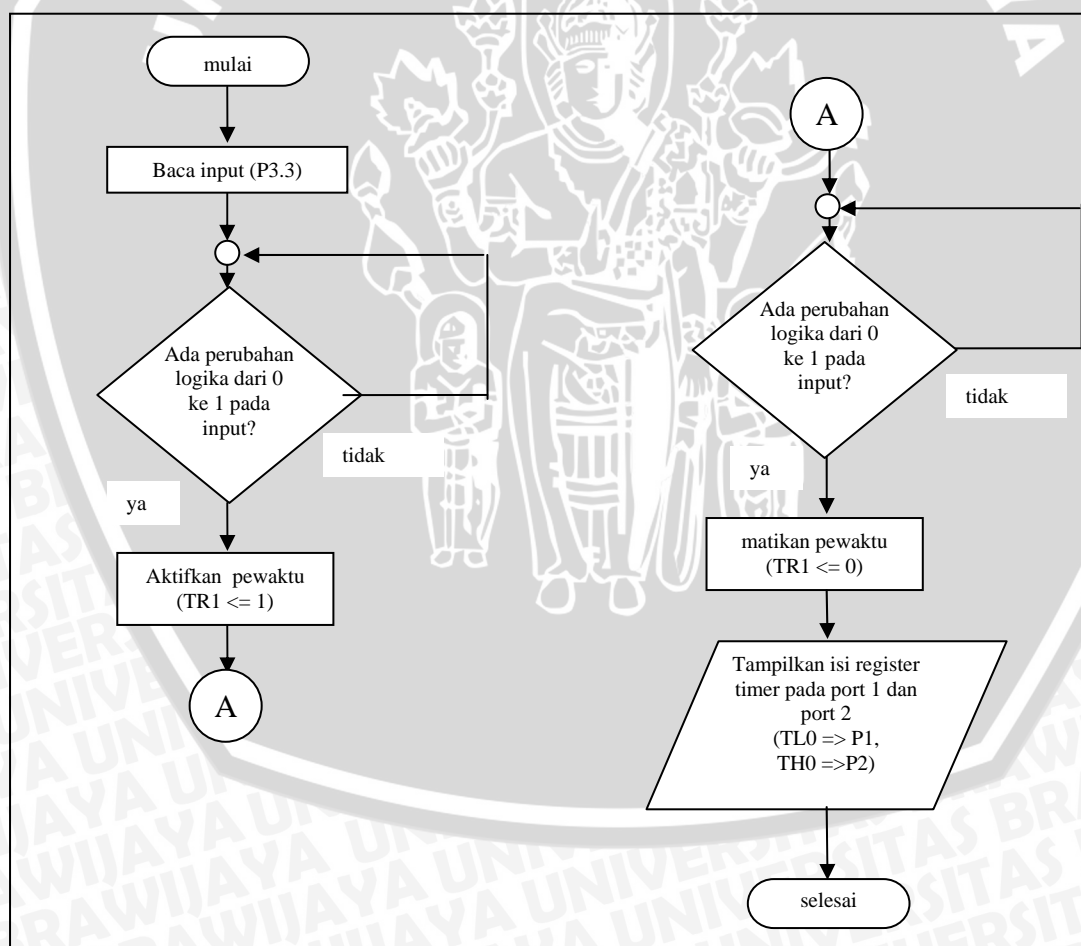 mulai
Baca input (P3.3)
Ada perubahan
logika dari 0
ke 1 pada
input?
tidak
ya
Aktifkan pewaktu
(TR1 <= 1)
A
A
Ada perubahan
logika dari 0
ke 1 pada
input?
tidak
ya
matikan pewaktu
(TR1 <= 0)
Tampilkan isi register
timer pada port 1 dan
port 2
(TL0 => P1,
TH0 =>P2)
selesai